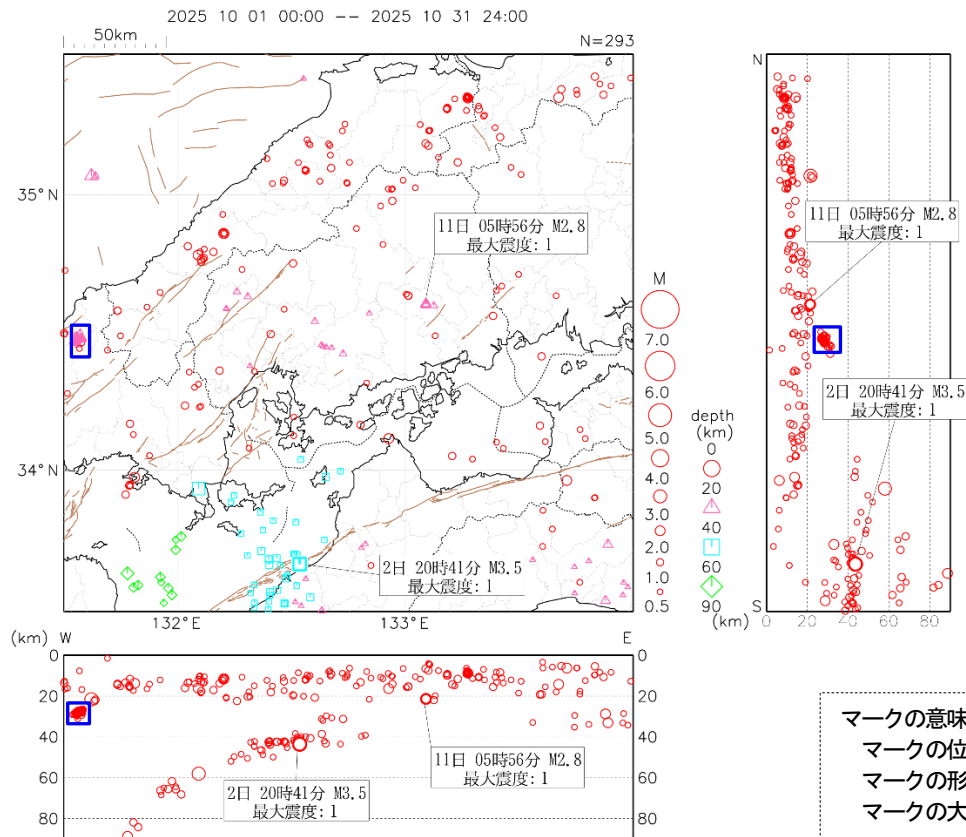 2025 10 01 00:00 -- 2025 10 31 24:00
50km
N=293
35°N
34°N
132°E
133°E
11日 05時56分 M2.8
最大震度:1
2日 20時41分 M3.5
最大震度:1
M
7.0
6.0
5.0
4.0
3.0
2.0
1.0
0.5
depth
(km)
0
20
40
60
90
(km)
N
S
11日 05時56分 M2.8
最大震度:1
2日 20時41分 M3.5
最大震度:1
0 20 40 60 80
(km) W
E
0
20
40
60
80
0
20
40
60
80
11日 05時56分 M2.8
最大震度:1
2日 20時41分 M3.5
最大震度:1
マークの意味
マークの位
マークの形
マークの大